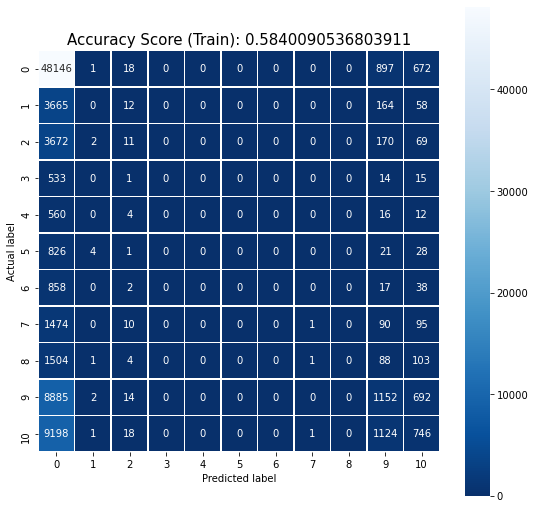 Accuracy Score (Train): 0.5840090536803911
0 48146 1 18 0 0 0 0 0 0 897 672
1 3665 0 12 0 0 0 0 0 0 164 58
2 3672 2 11 0 0 0 0 0 0 170 69
3 533 0 1 0 0 0 0 0 0 14 15
4 560 0 4 0 0 0 0 0 0 16 12
5 826 4 1 0 0 0 0 0 0 21 28
6 858 0 2 0 0 0 0 0 0 17 38
7 1474 0 10 0 0 0 0 1 0 90 95
8 1504 1 4 0 0 0 0 1 0 88 103
9 8885 2 14 0 0 0 0 0 0 1152 692
10 9198 1 18 0 0 0 0 1 0 1124 746
0 1 2 3 4 5 6 7 8 9 10
Actual label
Predicted label
40000
30000
20000
10000
0